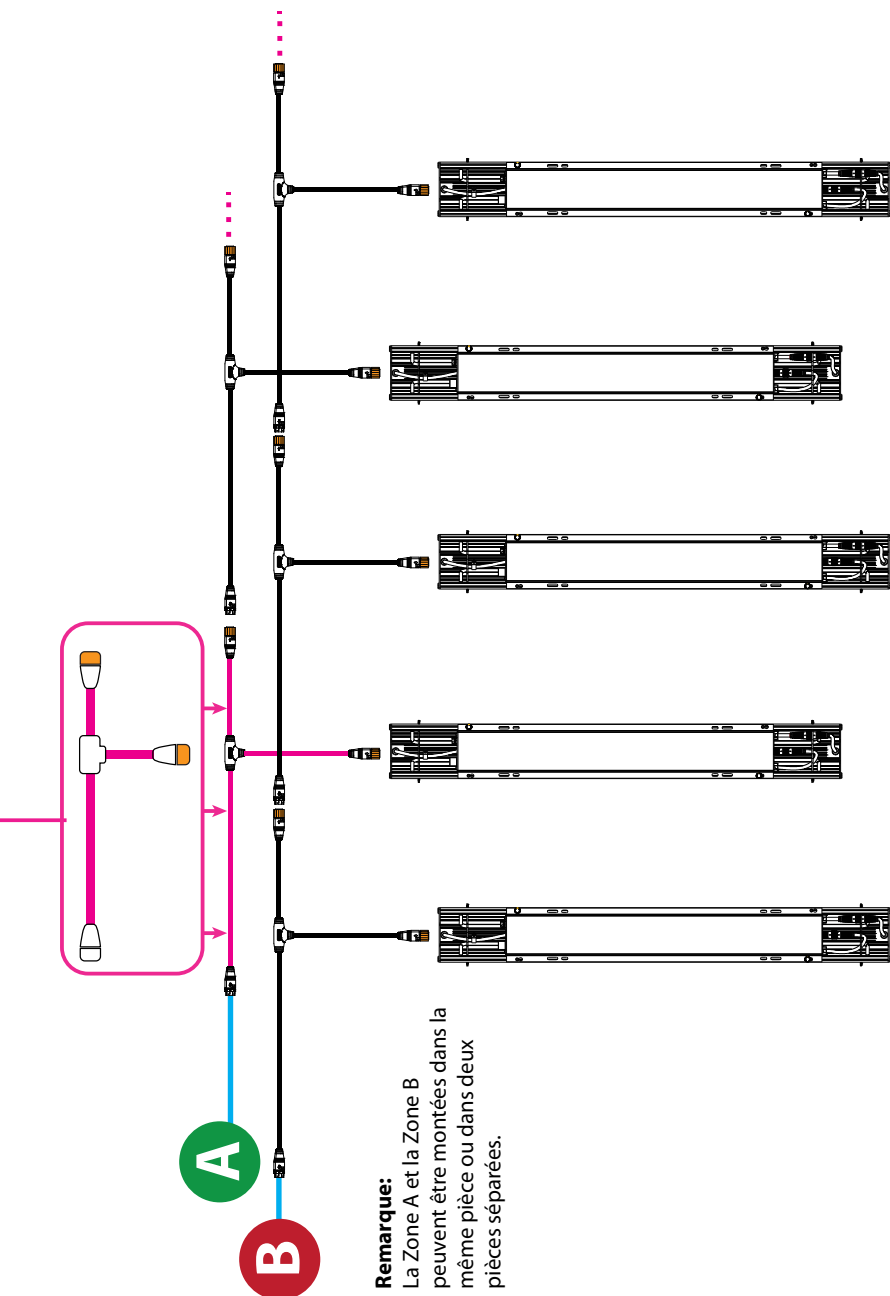 A
B
Remarque:
La Zone A et la Zone B
peuvent être montées dans la
même pièce ou dans deux
pièces séparées.